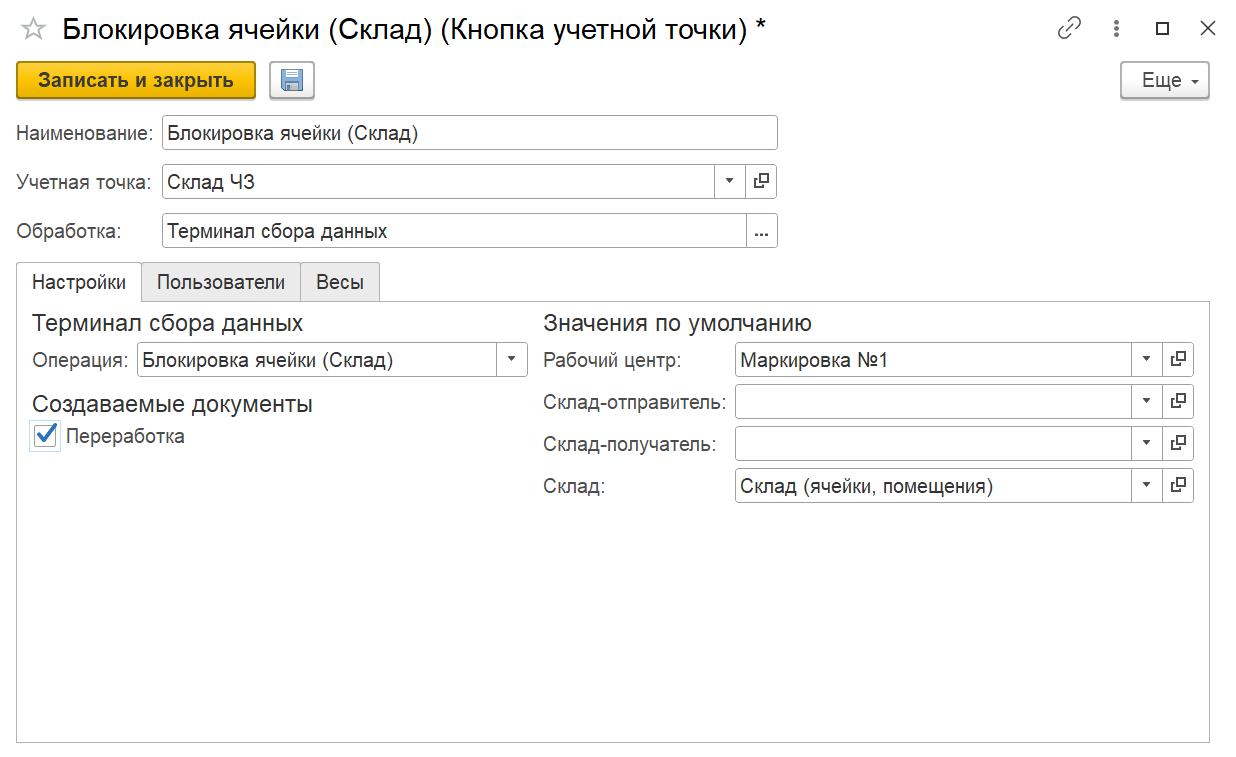 Блокировка ячейки (Склад) (Кнопка учетной точки) *
Записать и закрыть
Еще
Наименование: Блокировка ячейки (Склад)
Учетная точка: Склад ЧЗ
Обработка: Терминал сбора данных ...
Настройки Пользователи Весы
Терминал сбора данных
Операция: Блокировка ячейки (Склад)
Создаваемые документы
Переработка
Значения по умолчанию
Рабочий центр: Маркировка №1
Склад-отправитель:
Склад-получатель:
Склад: Склад (ячейки, помещения)